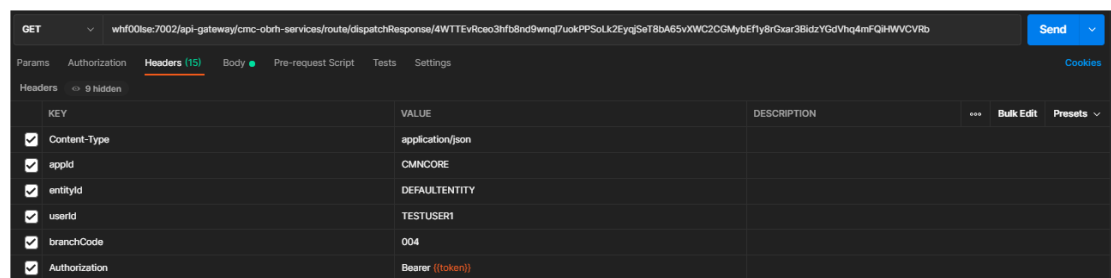 GET whf00lse:7002/api-gateway/cmc-obrh-services/route/dispatchResponse/4WTTEvRceo3hfb8nd9wnql7uokPPSoLk2EyqjSeT8bA65vXWC2CGMybEf1y8rGxar3BidzYGdVhq4mFQiHWVCVRb Send
Params Authorization Headers (15) Body Pre-request Script Tests Settings Cookies
Headers 9 hidden
KEY VALUE DESCRIPTION ooo Bulk Edit Presets
Content-Type application/json
appId CMNCORE
entityId DEFAULTENTITY
userId TESTUSER1
branchCode 004
Authorization Bearer {{token}}